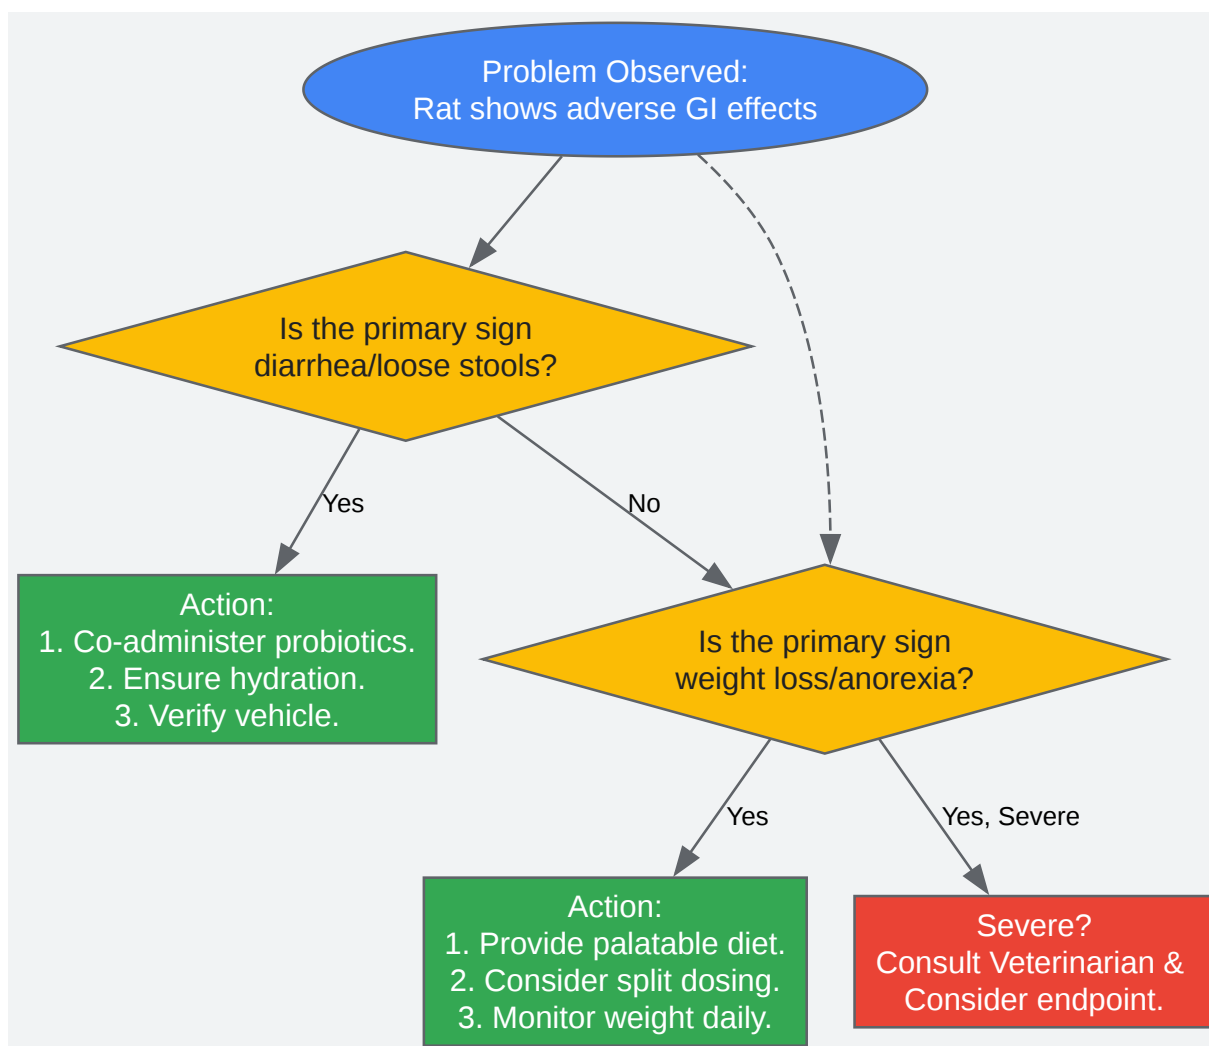 Problem Observed:
Rat shows adverse GI effects
Is the primary sign
diarrhea/loose stools?
Yes
No
Action:
1. Co-administer probiotics.
2. Ensure hydration.
3. Verify vehicle.
Is the primary sign
weight loss/anorexia?
Yes
Yes, Severe
Action:
1. Provide palatable diet.
2. Consider split dosing.
3. Monitor weight daily.
Severe?
Consult Veterinarian &
Consider endpoint.